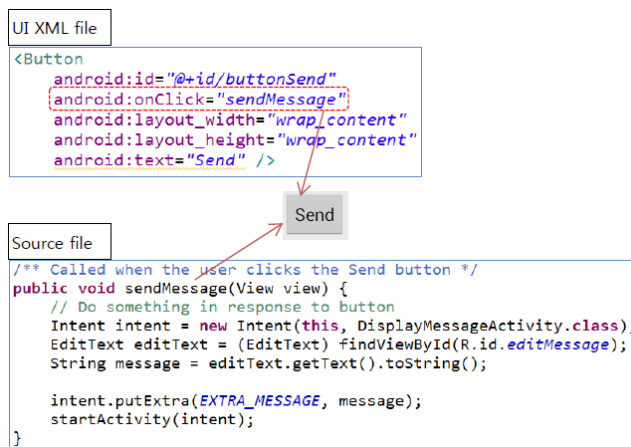 UI XML file
<Button
android:id="@+id/buttonSend"
android:onClick="sendMessage"
android:layout_width="wrap_content"
android:layout_height="wrap_content"
android:text="Send" />
Send
Source file
/** Called when the user clicks the Send button */
public void sendMessage(View view) {
// Do something in response to button
Intent intent = new Intent(this, DisplayMessageActivity.class);
EditText editText = (EditText) findViewById(R.id.editMessage);
String message = editText.getText().toString();
intent.putExtra(EXTRA_MESSAGE, message);
startActivity(intent);
}